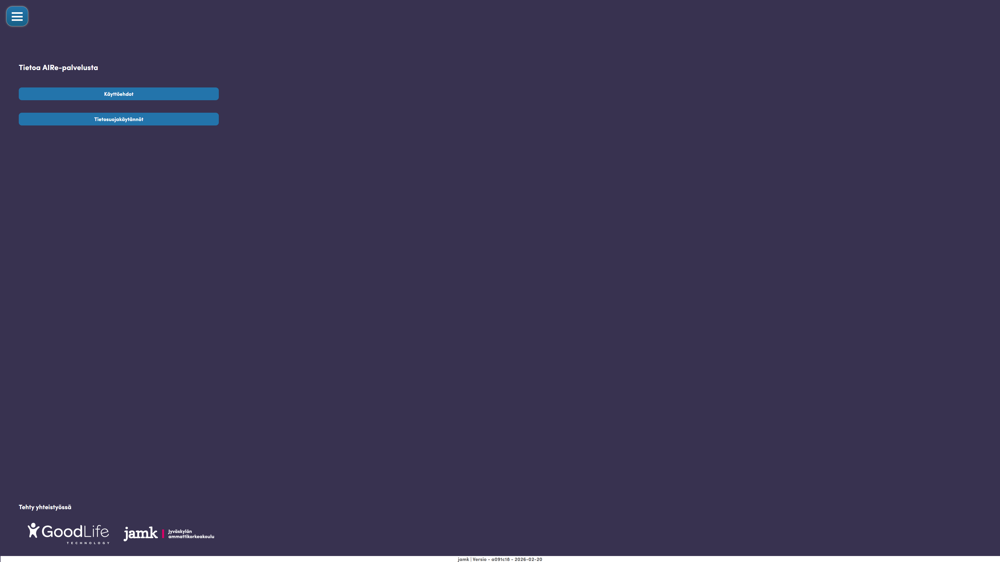 Tietoa AIRe-palvelusta
Käyttöehdot
Tietosuojakäytännöt
Tehty yhteistyössä
GoodLife
TECHNOLOGY
jamk
Jyväskylän
ammattikorkeakoulu
jamk | Versio - a091c18 - 2026-02-20